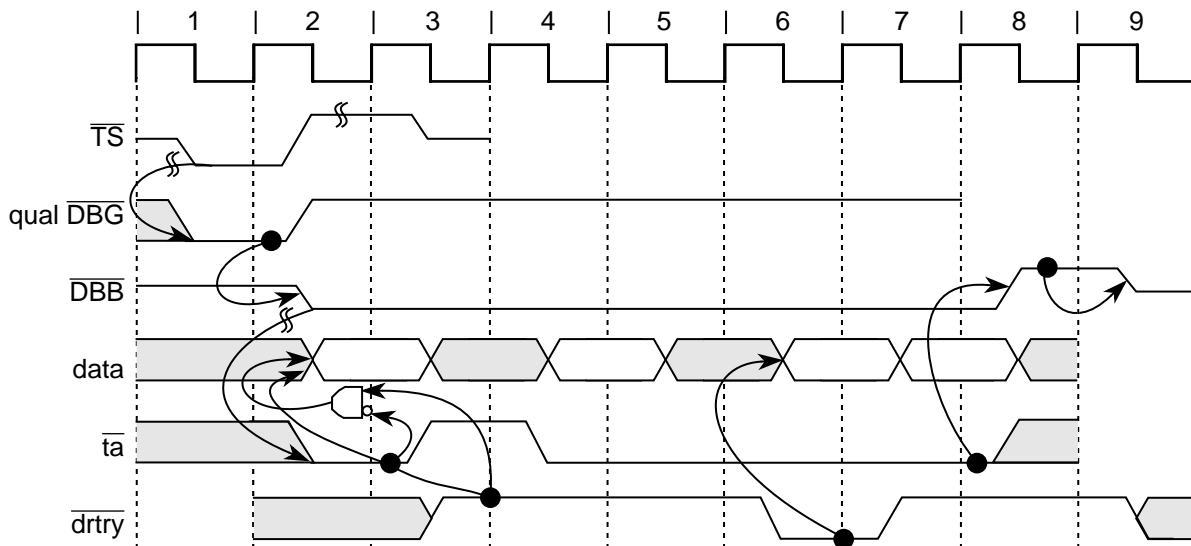 | 1 | 2 | 3 | 4 | 5 | 6 | 7 | 8 | 9
TS
qual DBG
DBB
data
ta
drtry